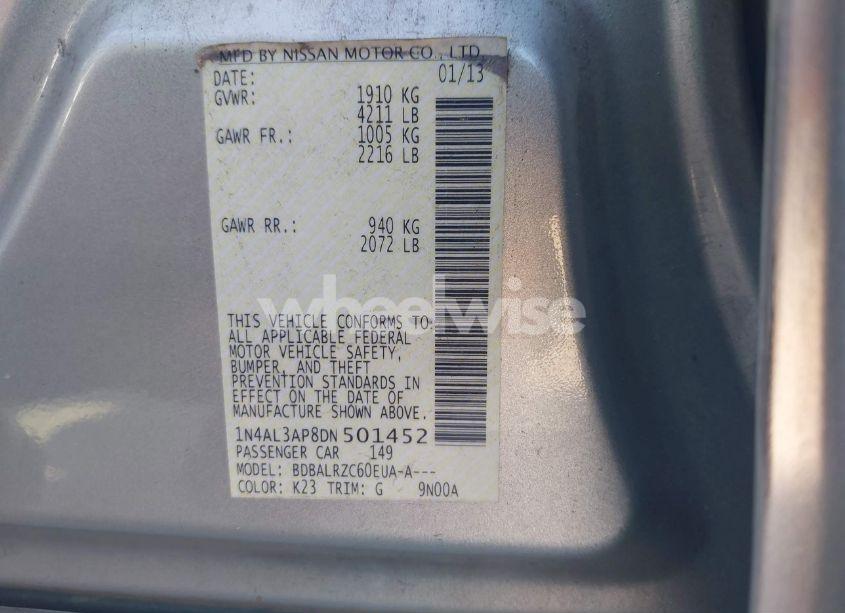 MFD BY NISSAN MOTOR CO., LTD.
DATE: 01/13
GVWR: 1910 KG
4211 LB
GAWR FR.: 1005 KG
2216 LB
GAWR RR.: 940 KG
2072 LB
wheelwise
THIS VEHICLE CONFORMS TO:
ALL APPLICABLE FEDERAL
MOTOR VEHICLE SAFETY,
BUMPER, AND THEFT
PREVENTION STANDARDS IN
EFFECT ON THE DATE OF
MANUFACTURE SHOWN ABOVE.
1N4AL3AP8DN501452
PASSENGER CAR 149
MODEL: BDBALRZC60EUA-A---
COLOR: K23 TRIM: G 9N00A